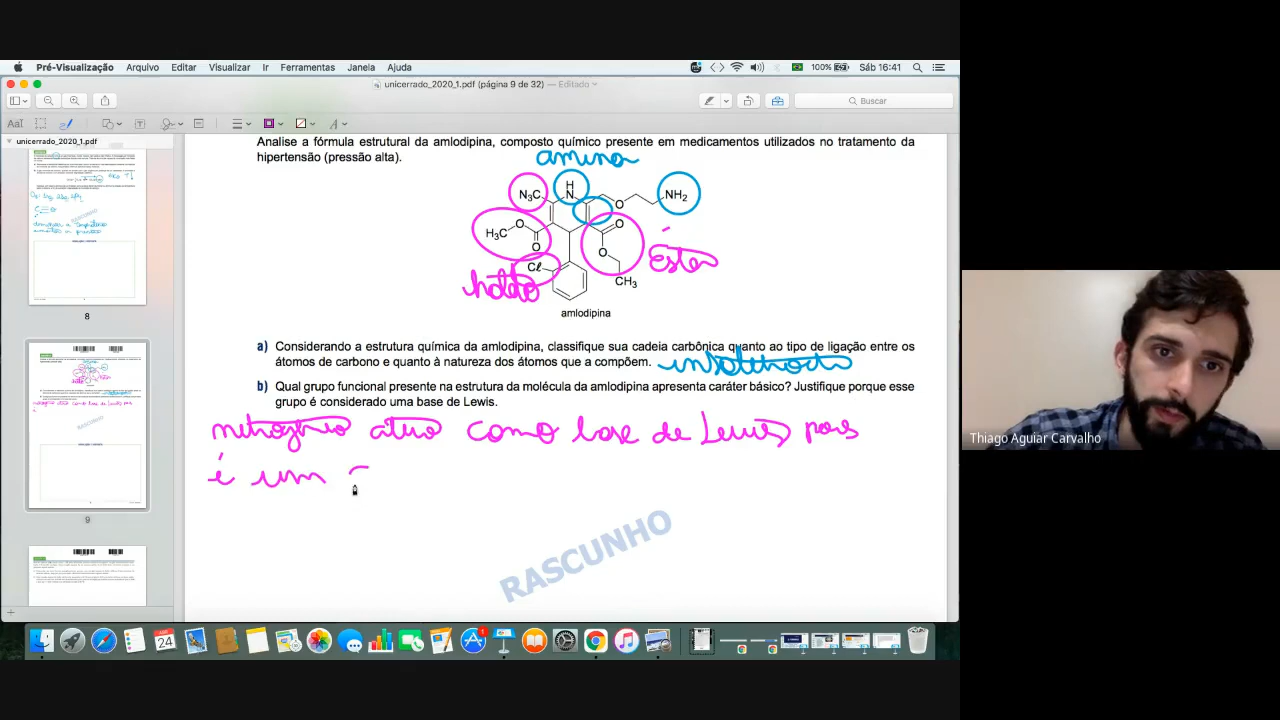 Pré-Visualização Arquivo Editar Visualizar Ir Ferramentas Janela Ajuda 100% Sáb 16:41
unicerrado_2020_1.pdf (página 9 de 32) — Editado
Buscar
unicerrado_2020_1.pdf
Analise a fórmula estrutural da amlodipina, composto químico presente em medicamentos utilizados no tratamento da
hipertensão (pressão alta).
amina
H
N₃C N O NH₂
H₃C O O O
O
Cl éster
haleto CH₃
amlodipina
a) Considerando a estrutura química da amlodipina, classifique sua cadeia carbônica quanto ao tipo de ligação entre os
átomos de carbono e quanto à natureza dos átomos que a compõem. insaturada
b) Qual grupo funcional presente na estrutura da molécula da amlodipina apresenta caráter básico? Justifique porque esse
grupo é considerado uma base de Lewis.
nitrogênio atua como base de Lewis pois
é um
RASCUNHO
8
RASCUNHO
9
Thiago Aguiar Carvalho
24
1